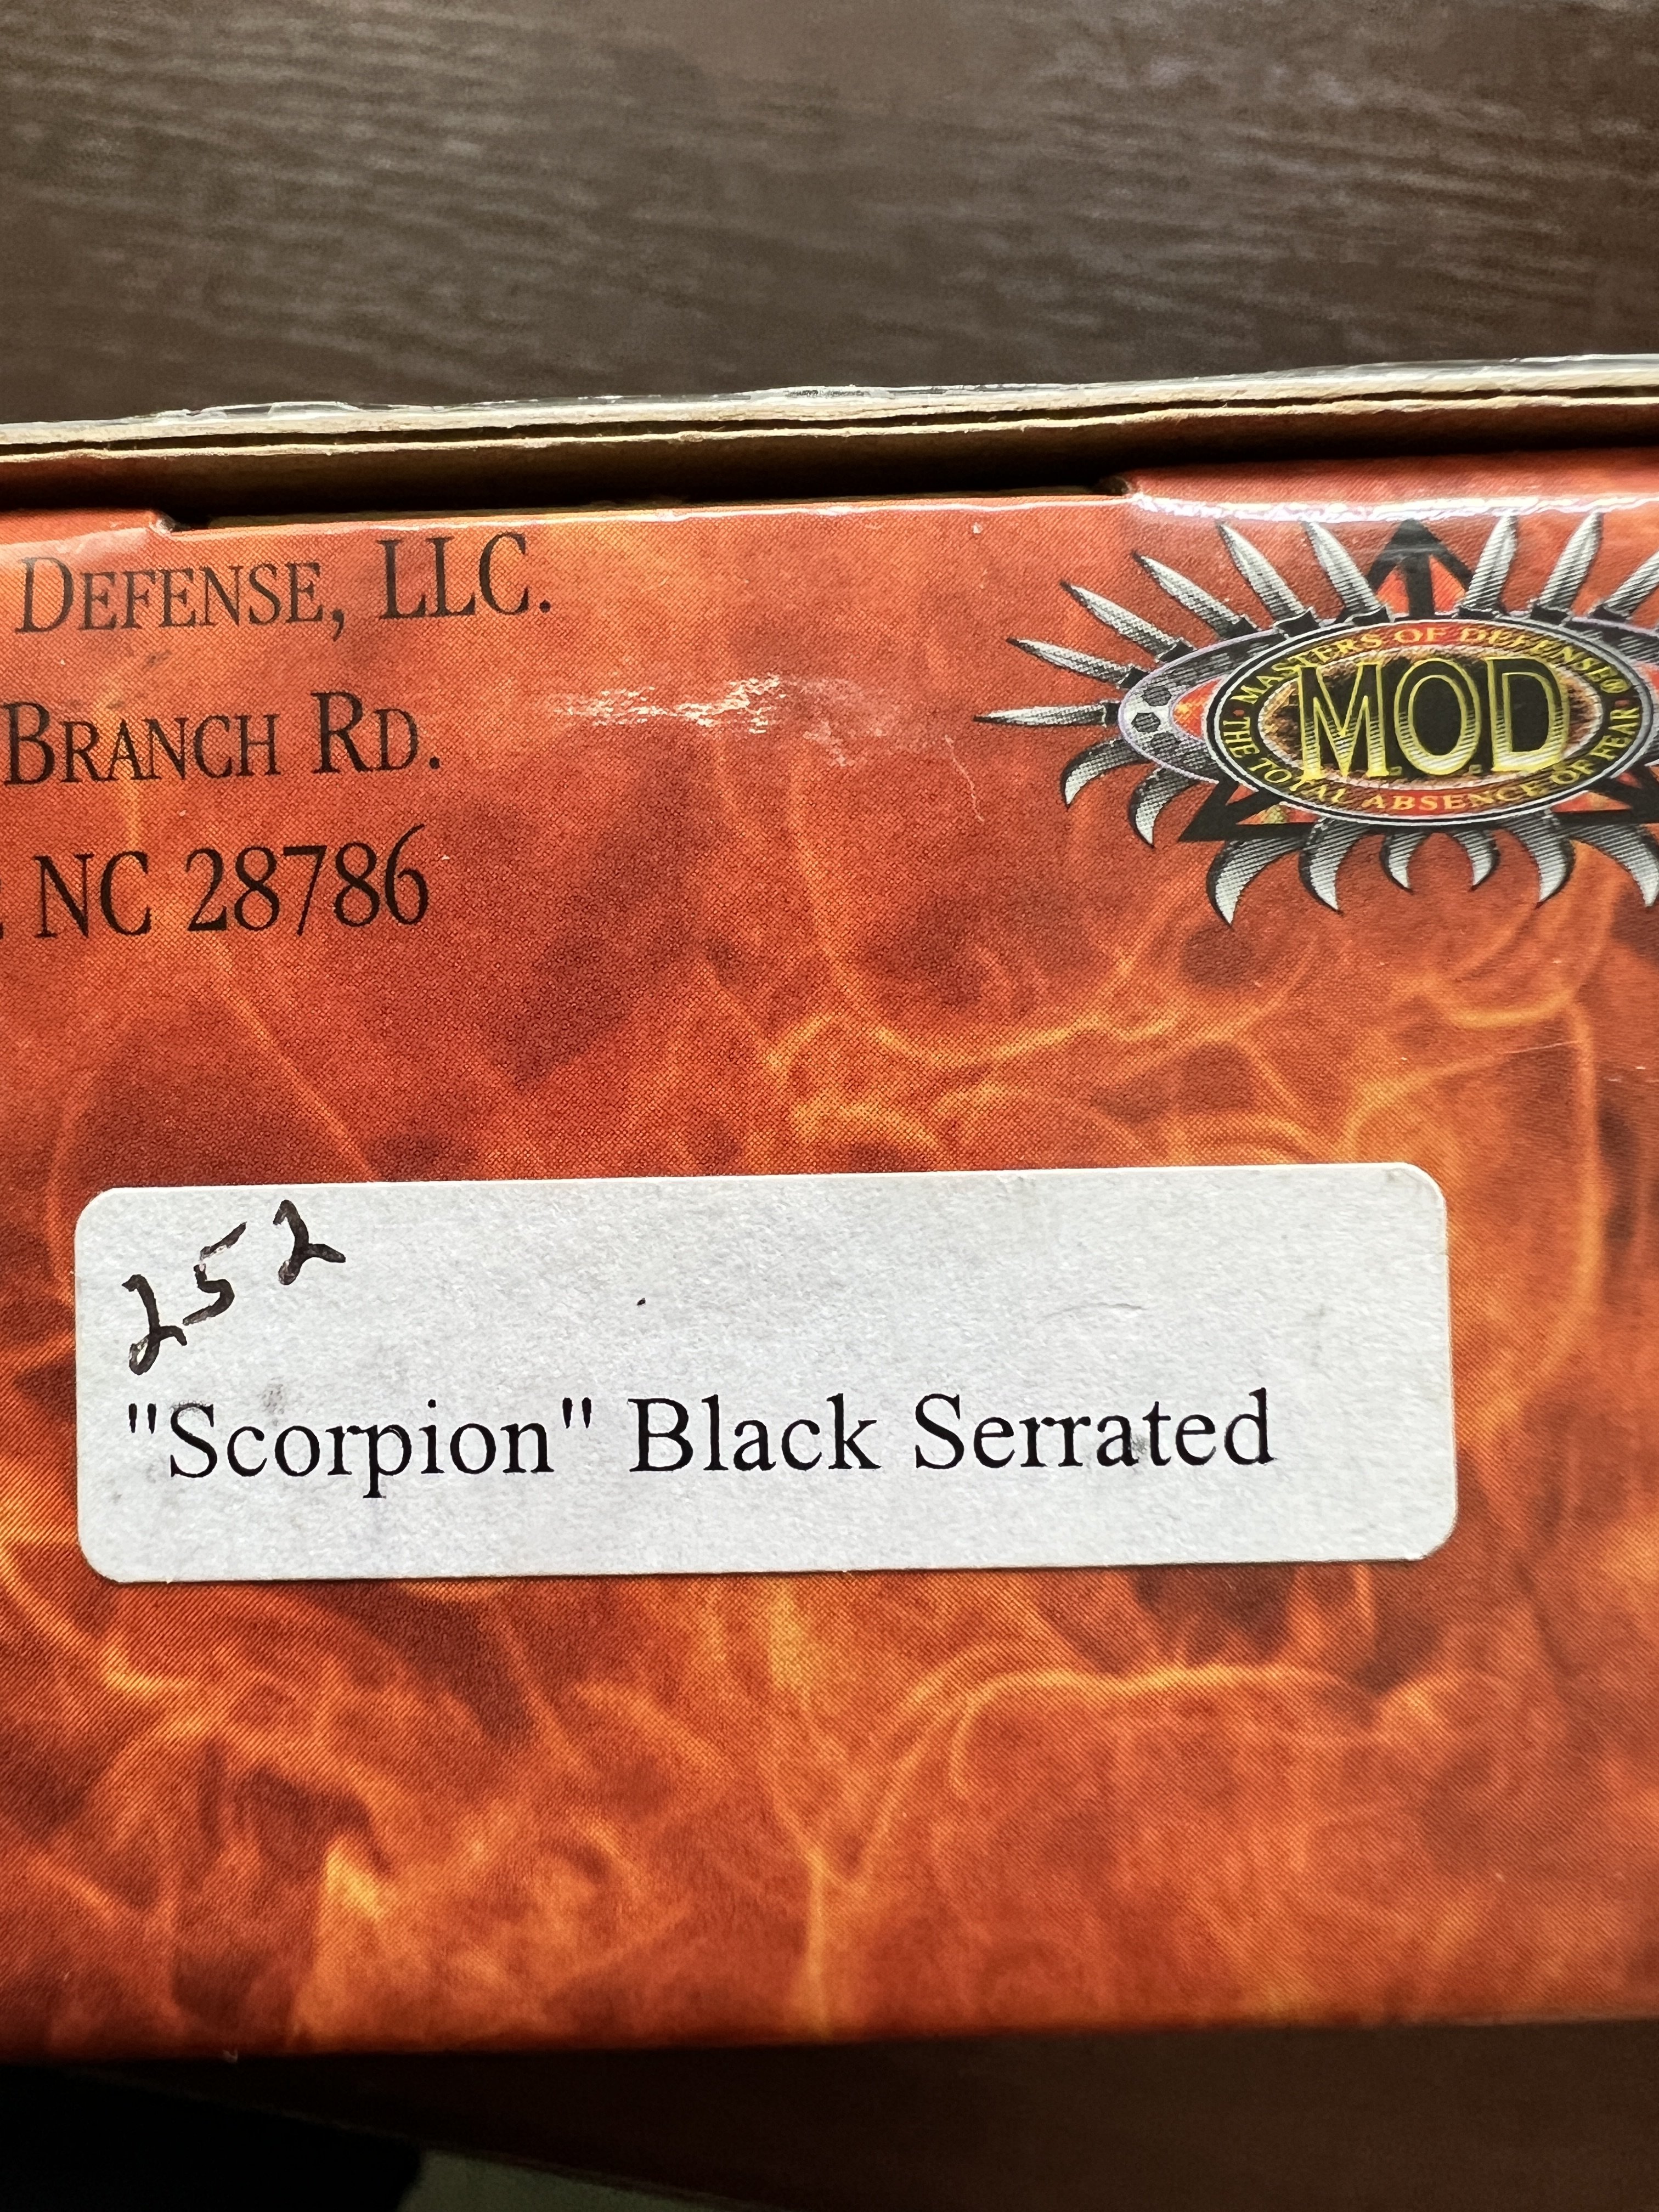 DEFENSE, LLC.
BRANCH RD.
NC 28786
· MASTERS OF DEFENSE® ·
M.O.D
THE TOTAL ABSENCE OF FEAR
252
"Scorpion" Black Serrated